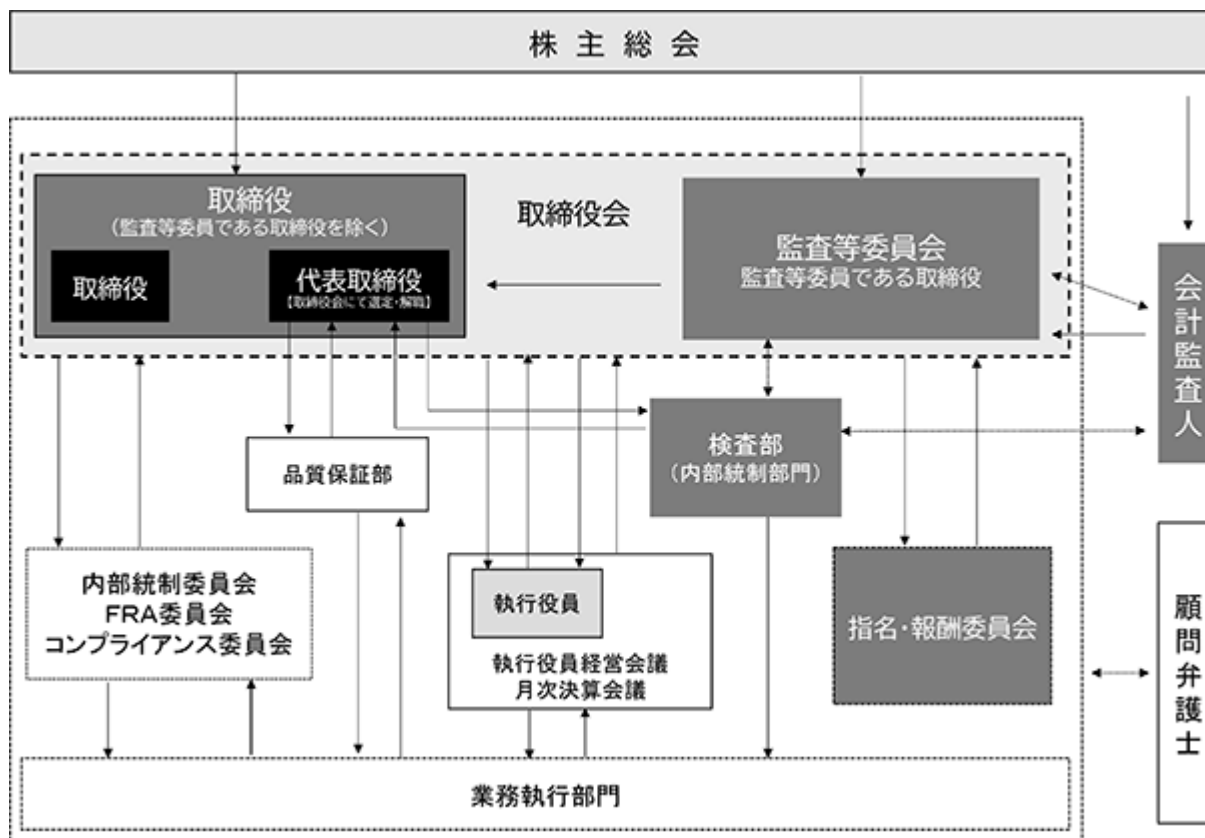 株主総会
取締役
(監査等委員である取締役を除く)
取締役
代表取締役
【取締役会にて選定・解職】
取締役会
監査等委員会
監査等委員である取締役
会計監査人
品質保証部
検査部
(内部統制部門)
内部統制委員会
FRA委員会
コンプライアンス委員会
執行役員
執行役員経営会議
月次決算会議
指名・報酬委員会
顧問弁護士
業務執行部門